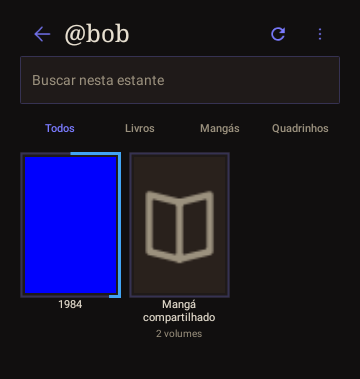 @bob
Buscar nesta estante
Todos Livros Mangás Quadrinhos
1984
Mangá
compartilhado
2 volumes